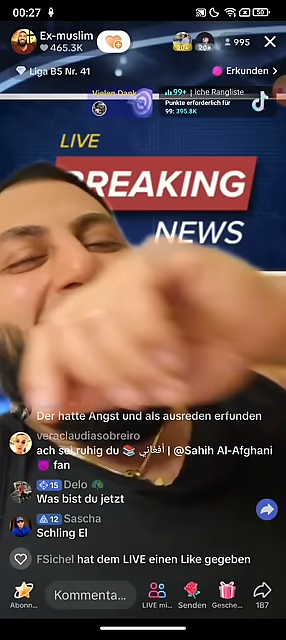 00:27
50
Ex-muslim
465.3K
20+
20+
995
Liga B5 Nr. 41
Erkunden
Vielen Dank
99+ | iche Rangliste
Punkte erforderlich für
99: 395.8K
LIVE
BREAKING
NEWS
Der hatte Angst und als ausreden erfunden
veraclaudiasobreiro
ach sei ruhig du 📚 أفغاني | @Sahih Al-Afghani
😈 fan
15 Delo
Was bist du jetzt
12 Sascha
Schling El
FSichel hat dem LIVE einen Like gegeben
Kommenta...
187
Abonn...
LIVE mi...
Senden
Gesche...